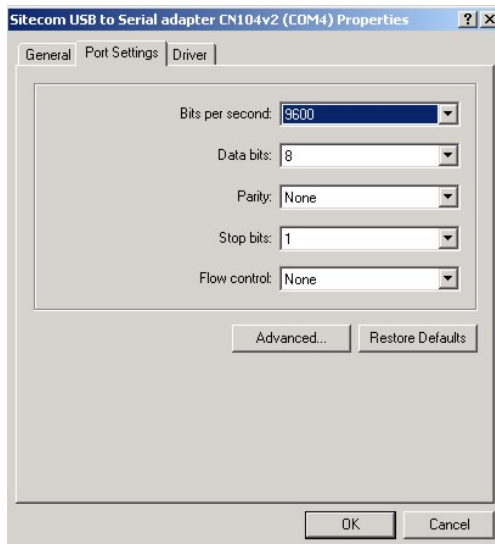 Sitecom USB to Serial adapter CN104v2 (COM4) Properties ? X
General Port Settings Driver
Bits per second: 9600
Data bits: 8
Parity: None
Stop bits: 1
Flow control: None
Advanced... Restore Defaults
OK Cancel